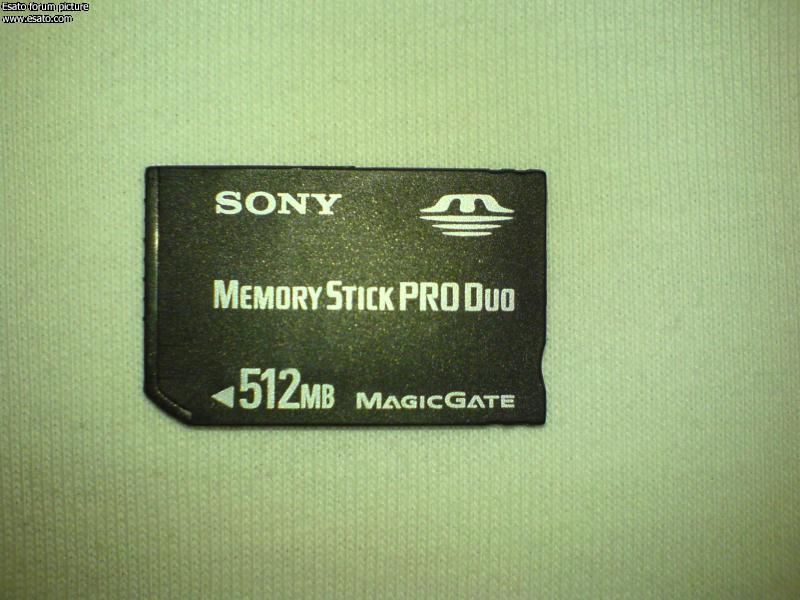 Esato forum picture
www.esato.com
SONY
MEMORY STICK PRO DUO
512MB MAGICGATE